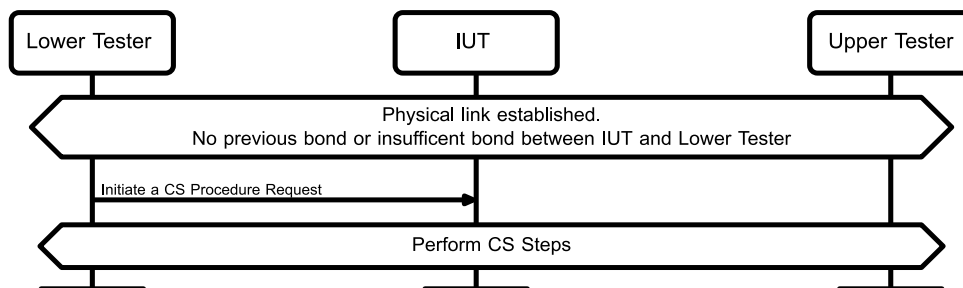 Lower Tester
IUT
Upper Tester
Physical link established.
No previous bond or insufficent bond between IUT and Lower Tester
Initiate a CS Procedure Request
Perform CS Steps